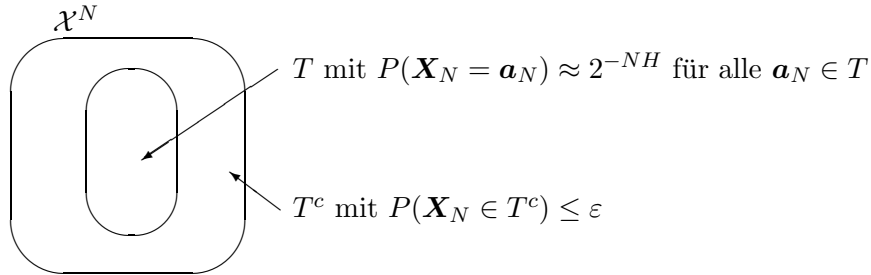 𝒳^N
T mit P(𝑿_N = 𝒂_N) ≈ 2^{−NH} für alle 𝒂_N ∈ T
T^c mit P(𝑿_N ∈ T^c) ≤ ε